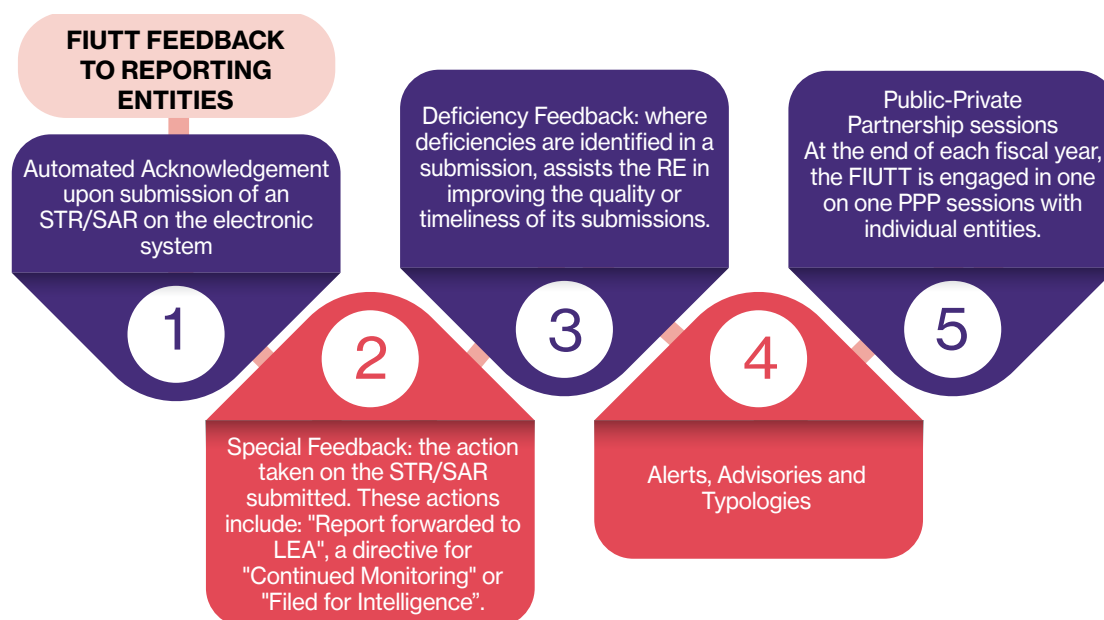 FIUTT FEEDBACK
TO REPORTING
ENTITIES
Automated Acknowledgement
upon submission of an
STR/SAR on the electronic
system
1
2
Special Feedback: the action
taken on the STR/SAR
submitted. These actions
include: "Report forwarded to
LEA", a directive for
"Continued Monitoring" or
"Filed for Intelligence”.
Deficiency Feedback: where
deficiencies are identified in a
submission, assists the RE in
improving the quality or
timeliness of its submissions.
3
4
Alerts, Advisories and
Typologies
Public-Private
Partnership sessions
At the end of each fiscal year,
the FIUTT is engaged in one
on one PPP sessions with
individual entities.
5